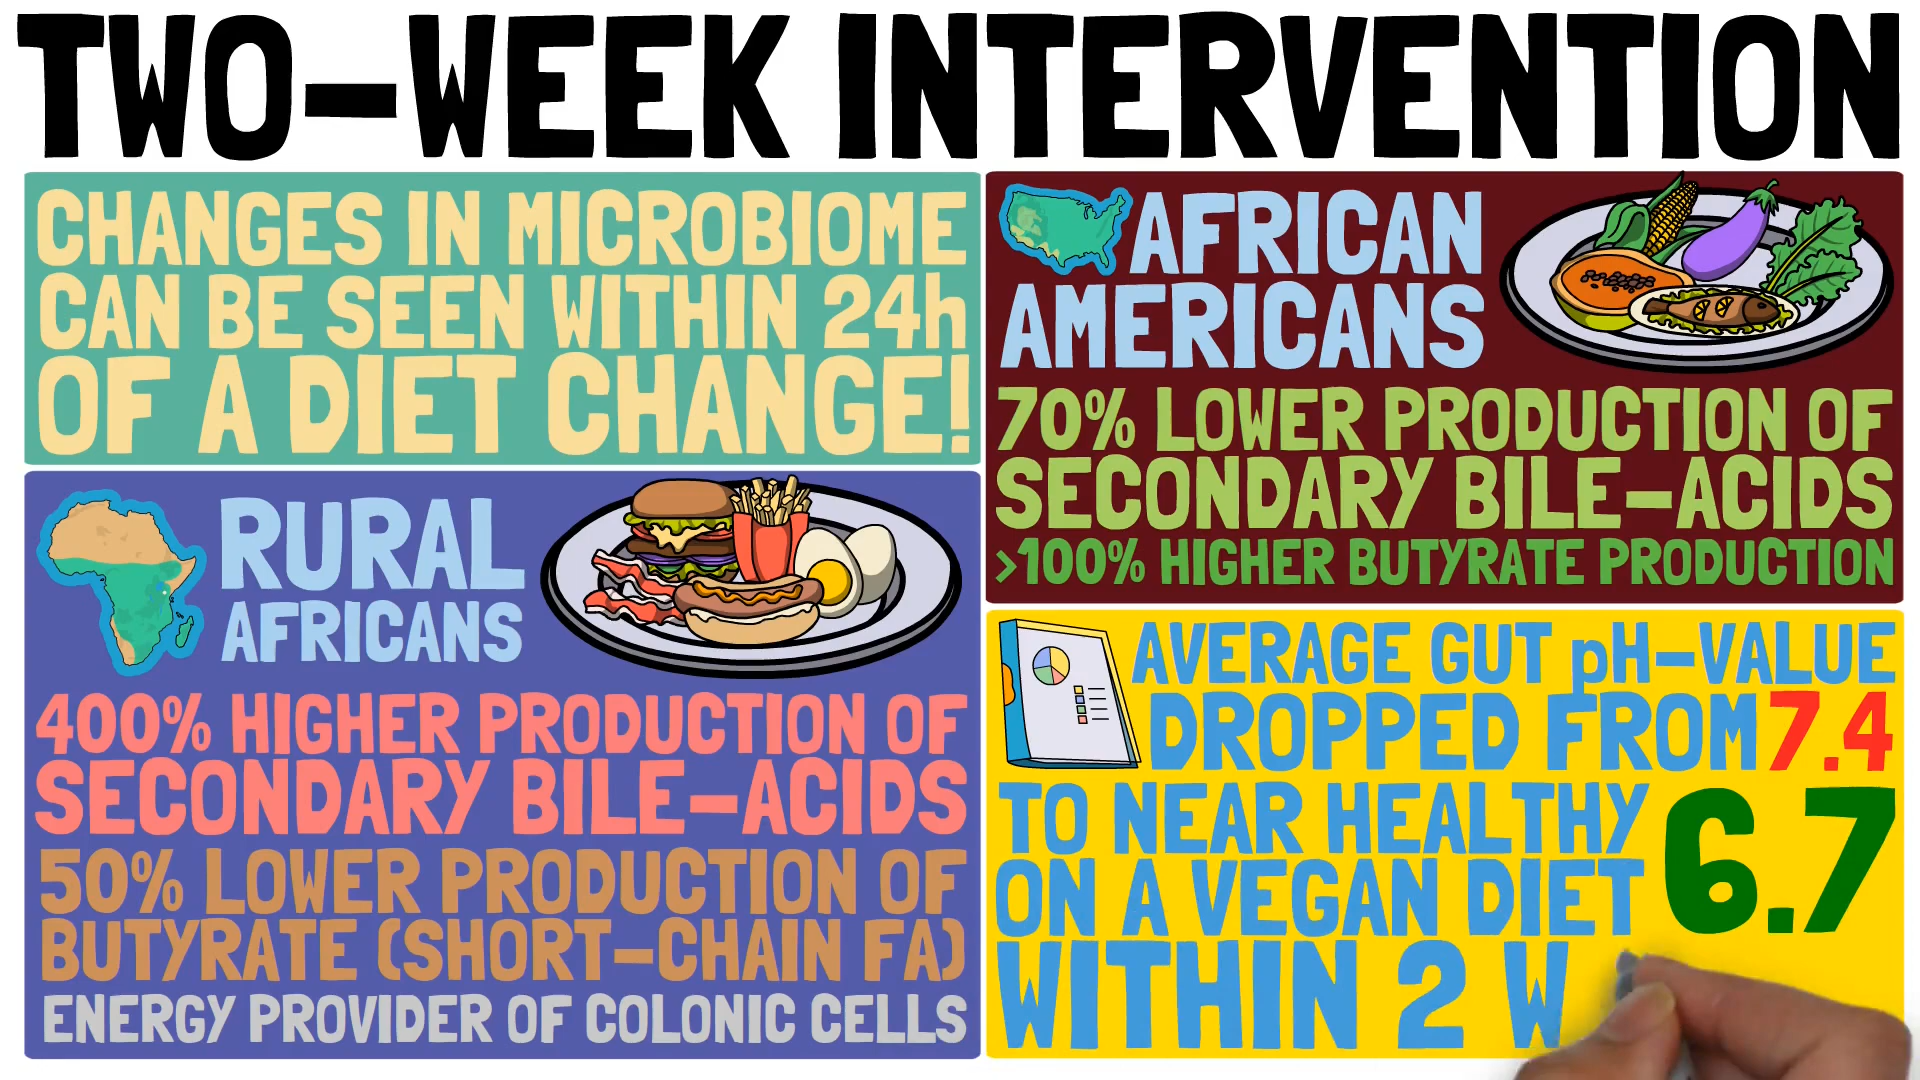 TWO-WEEK INTERVENTION
CHANGES IN MICROBIOME
CAN BE SEEN WITHIN 24h
OF A DIET CHANGE!
RURAL
AFRICANS
400% HIGHER PRODUCTION OF
SECONDARY BILE-ACIDS
50% LOWER PRODUCTION OF
BUTYRATE (SHORT-CHAIN FA)
ENERGY PROVIDER OF COLONIC CELLS
AFRICAN
AMERICANS
70% LOWER PRODUCTION OF
SECONDARY BILE-ACIDS
>100% HIGHER BUTYRATE PRODUCTION
AVERAGE GUT pH-VALUE
DROPPED FROM 7.4
TO NEAR HEALTHY 6.7
ON A VEGAN DIET
WITHIN 2 W